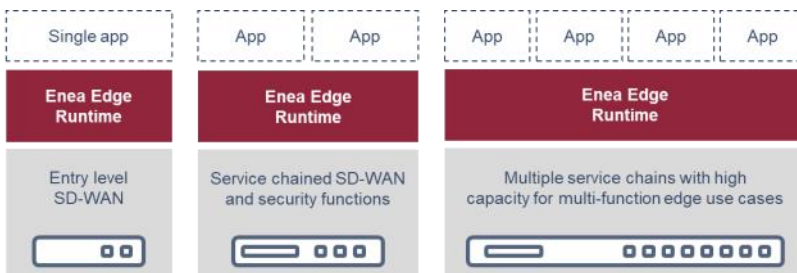 Single app
App
App
App
App
App
App
Enea Edge
Runtime
Enea Edge
Runtime
Enea Edge
Runtime
Entry level
SD-WAN
Service chained SD-WAN
and security functions
Multiple service chains with high
capacity for multi-function edge use cases